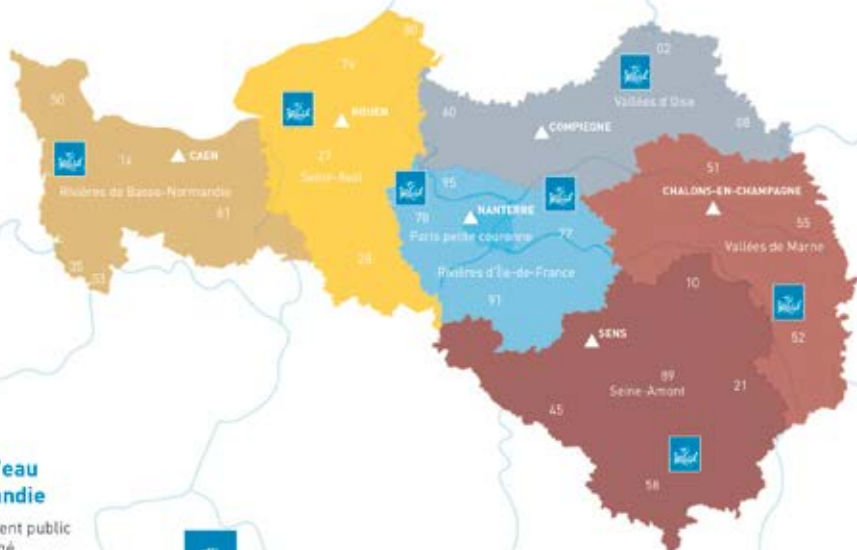 50
14
CAEN
Rivières de Basse-Normandie
61
35
53
80
76
ROUEN
27
Seine-Aval
28
02
Vallées d'Oise
60
COMPIEGNE
08
95
78
NANTERRE
Paris petite couronne
77
Rivières d'Île-de-France
91
51
CHALONS-EN-CHAMPAGNE
55
Vallées de Marne
52
10
SENS
89
Seine-Amont
21
45
58
'eau
ndie
ent public